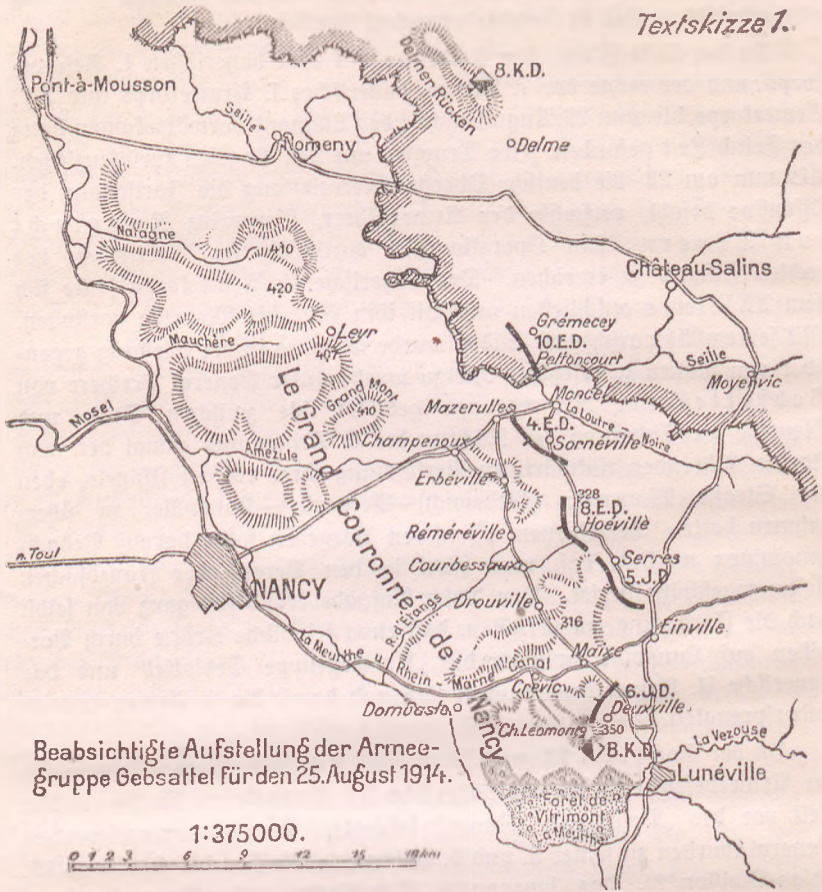 Textskizze 1.
Delmer Rücken
8.K.D.
Pont-à-Mousson
Seille
Nomeny
Delme
Natagne
410
420
Château-Salins
Leyr
407
Mauchère
Grémecey
10.E.D.
Pettoncourt
Seille
Moyenvic
Le Grand Couronné de Nancy
Grand Mont
410
Moncel
Mosel
Mazerulles
La Loutre Noire
4.E.D.
Sornéville
Champenoux
Amezule
Erbéville
328
8.E.D.
Hoéville
Réméréville
n.Toul
Serres
5.J.D.
Courbessaux
NANCY
R.d'Etangs
Drouville
316
Einville
La Meurthe u. Rhein-Marne-Canal
Maixe
Crévic
6.J.D.
Dombasle
Deuxville
Ch.Léomont
350
B.K.D.
La Vezouse
Lunéville
Forêt de
Vitrimont
Meurthe
Beabsichtigte Aufstellung der Armee-
gruppe Gebsattel für den 25.August 1914.
1:375000.
0 1 2 3 6 9 12 15 18 km